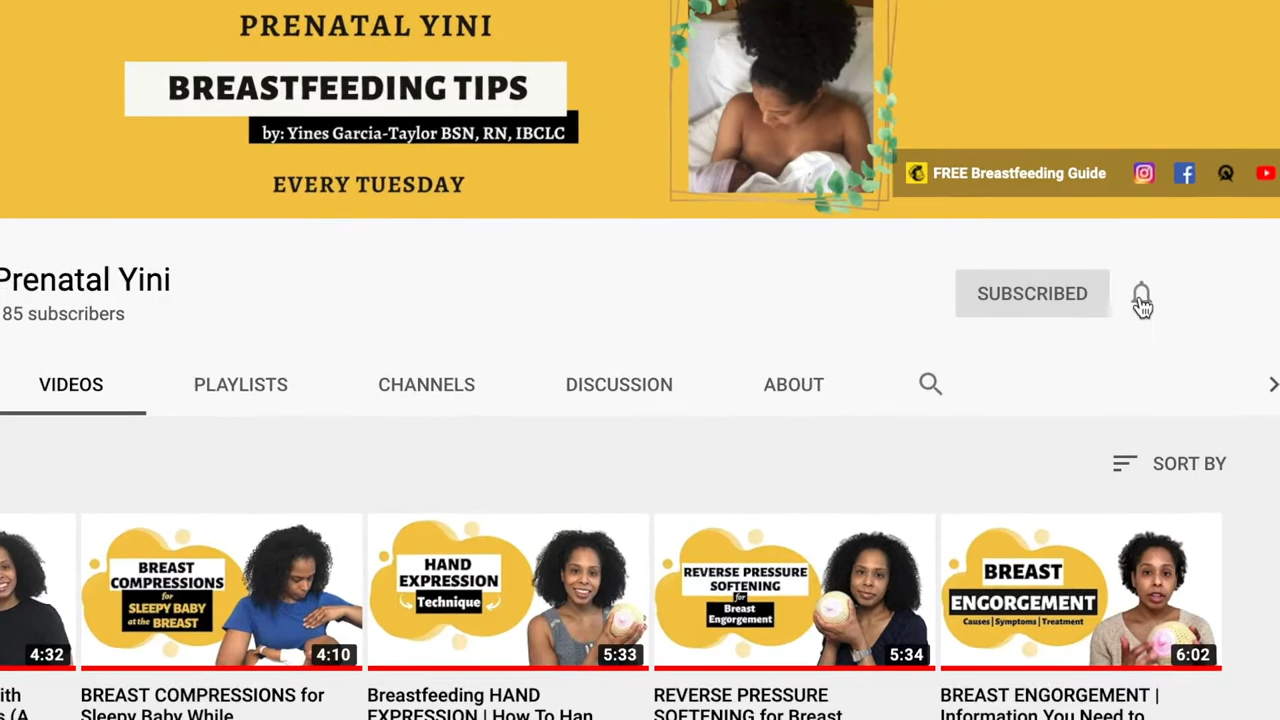 PRENATAL YINI
BREASTFEEDING TIPS
by: Yines Garcia-Taylor BSN, RN, IBCLC
EVERY TUESDAY
FREE Breastfeeding Guide
Prenatal Yini
85 subscribers
SUBSCRIBED
VIDEOS
PLAYLISTS
CHANNELS
DISCUSSION
ABOUT
SORT BY
4:32
BREAST
COMPRESSIONS
for
SLEEPY BABY
at the BREAST
4:10
HAND
EXPRESSION
Technique
5:33
REVERSE PRESSURE
SOFTENING
for
Breast
Engorgement
5:34
BREAST
ENGORGEMENT
Causes | Symptoms | Treatment
6:02
ith
s (A
BREAST COMPRESSIONS for
Sleepy Baby While
Breastfeeding HAND
EXPRESSION | How To Han
REVERSE PRESSURE
SOFTENING for Breast
BREAST ENGORGEMENT |
Information You Need to